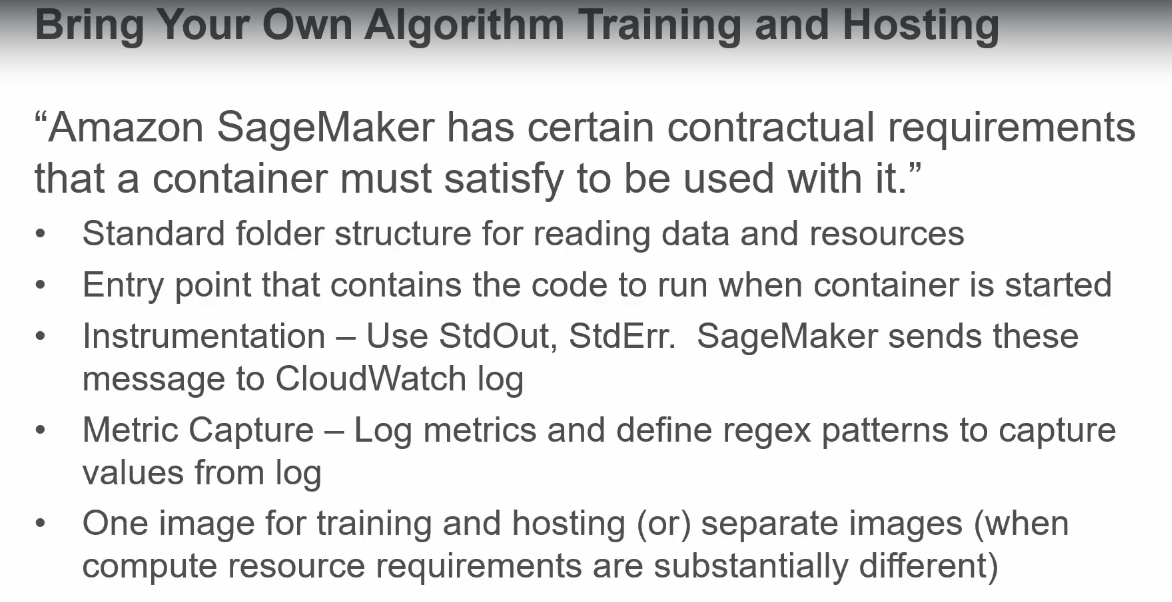 Bring Your Own Algorithm Training and Hosting
“Amazon SageMaker has certain contractual requirements
that a container must satisfy to be used with it.”
• Standard folder structure for reading data and resources
• Entry point that contains the code to run when container is started
• Instrumentation – Use StdOut, StdErr.  SageMaker sends these
message to CloudWatch log
• Metric Capture – Log metrics and define regex patterns to capture
values from log
• One image for training and hosting (or) separate images (when
compute resource requirements are substantially different)